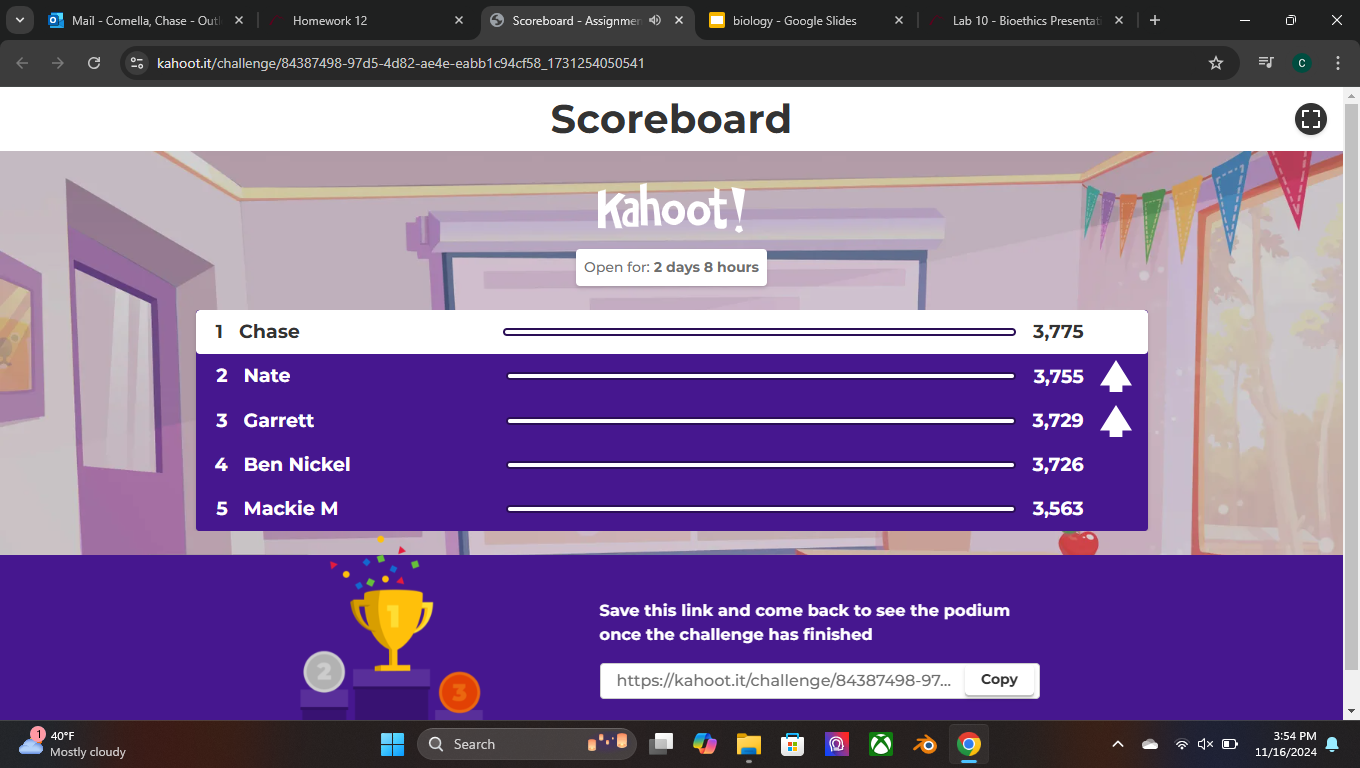 Mail - Comella, Chase - Out
Homework 12
Scoreboard - Assignmen
biology - Google Slides
Lab 10 - Bioethics Presentati
kahoot.it/challenge/84387498-97d5-4d82-ae4e-eabb1c94cf58_1731254050541
C
Scoreboard
Kahoot!
Open for: 2 days 8 hours
1 Chase 3,775
2 Nate 3,755
3 Garrett 3,729
4 Ben Nickel 3,726
5 Mackie M 3,563
1
2
3
Save this link and come back to see the podium
once the challenge has finished
https://kahoot.it/challenge/84387498-97...
Copy
1
40°F
Mostly cloudy
Search
3:54 PM
11/16/2024